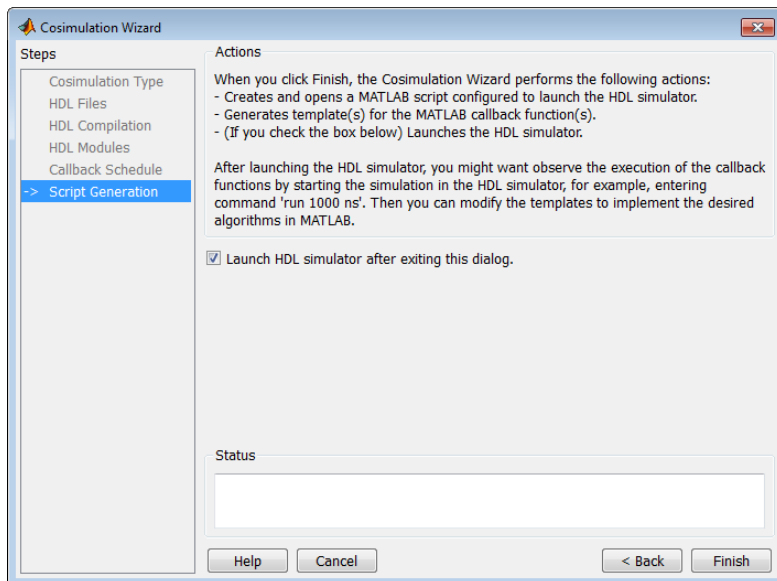 Cosimulation Wizard
Steps
Cosimulation Type
HDL Files
HDL Compilation
HDL Modules
Callback Schedule
-> Script Generation
Actions
When you click Finish, the Cosimulation Wizard performs the following actions:
- Creates and opens a MATLAB script configured to launch the HDL simulator.
- Generates template(s) for the MATLAB callback function(s).
- (If you check the box below) Launches the HDL simulator.
After launching the HDL simulator, you might want observe the execution of the callback
functions by starting the simulation in the HDL simulator, for example, entering
command 'run 1000 ns'. Then you can modify the templates to implement the desired
algorithms in MATLAB.
Launch HDL simulator after exiting this dialog.
Status
Help Cancel < Back Finish